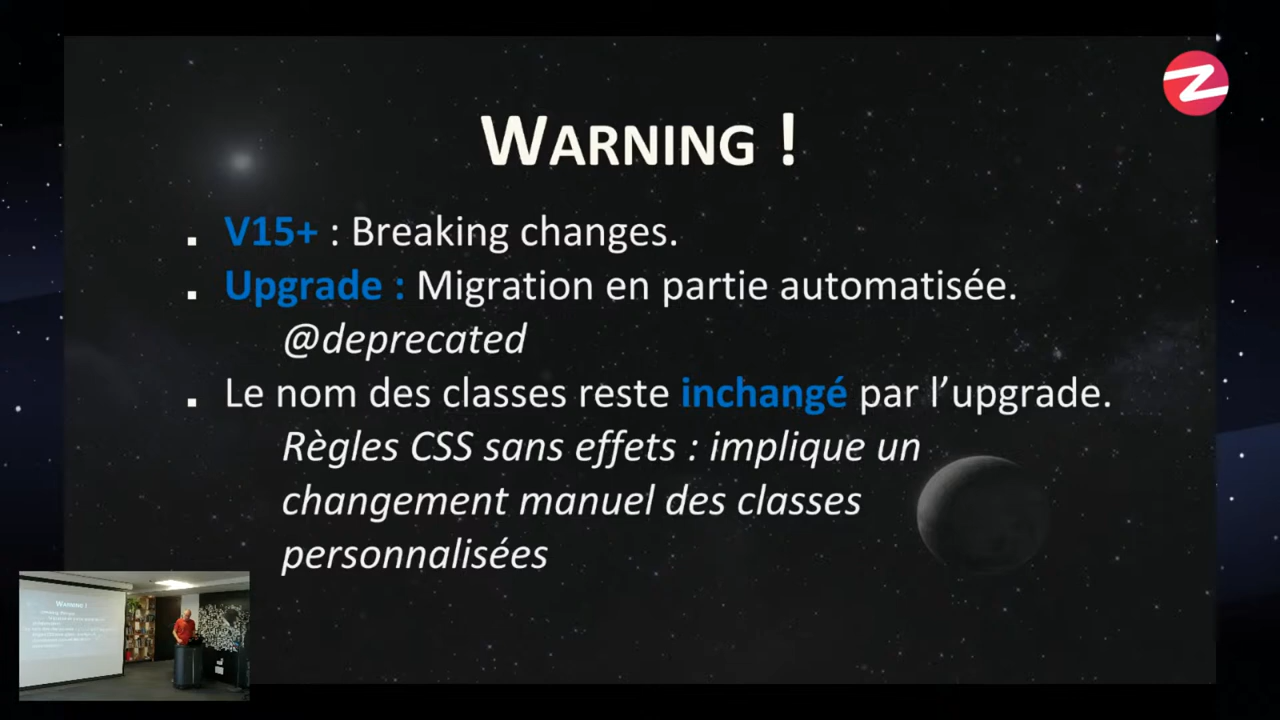 WARNING !
. V15+ : Breaking changes.
. Upgrade : Migration en partie automatisée.
@deprecated
. Le nom des classes reste inchangé par l’upgrade.
Règles CSS sans effets : implique un
changement manuel des classes
personnalisées
WARNING !